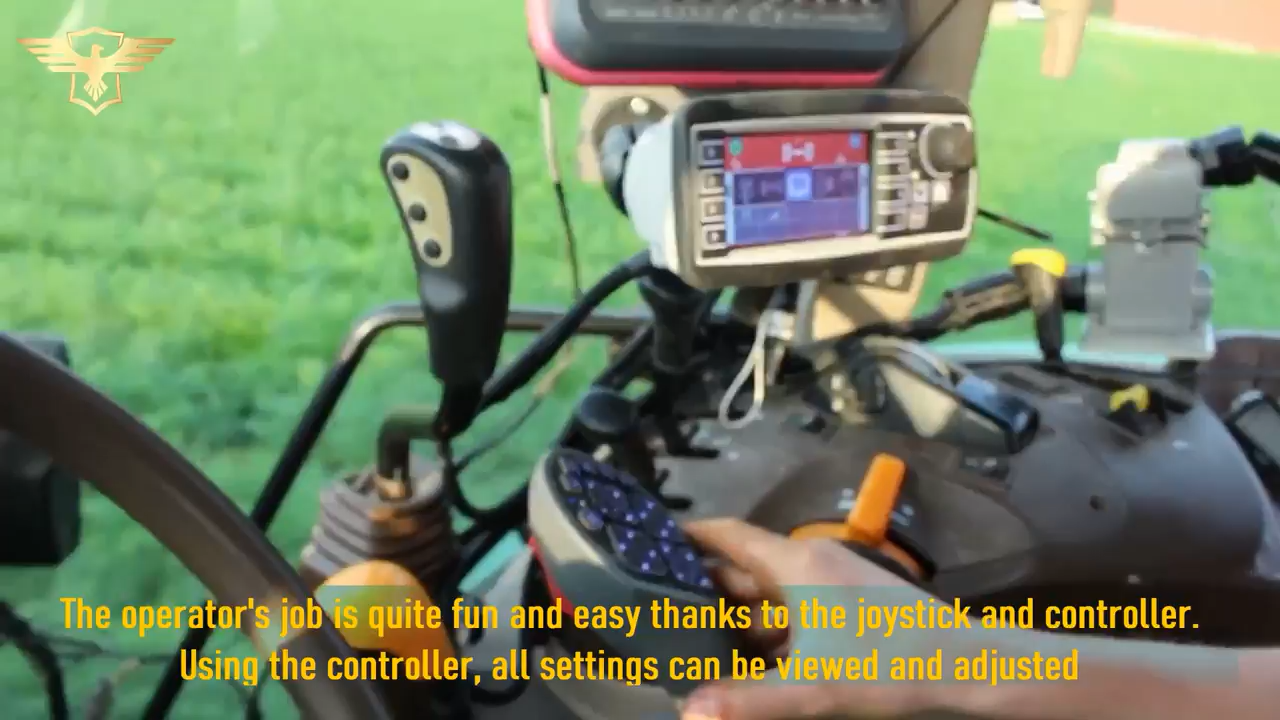 The operator's job is quite fun and easy thanks to the joystick and controller.
Using the controller, all settings can be viewed and adjusted